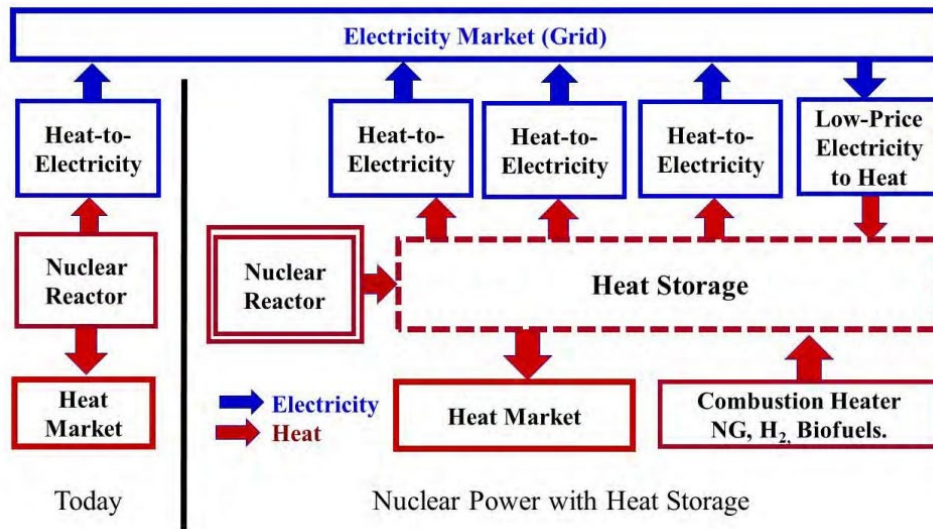 Electricity Market (Grid)
Heat-to-
Electricity
Nuclear
Reactor
Heat
Market
Today
Heat-to-
Electricity
Heat-to-
Electricity
Heat-to-
Electricity
Low-Price
Electricity
to Heat
Nuclear
Reactor
Heat Storage
Electricity
Heat
Heat Market
Combustion Heater
NG, H₂, Biofuels.
Nuclear Power with Heat Storage